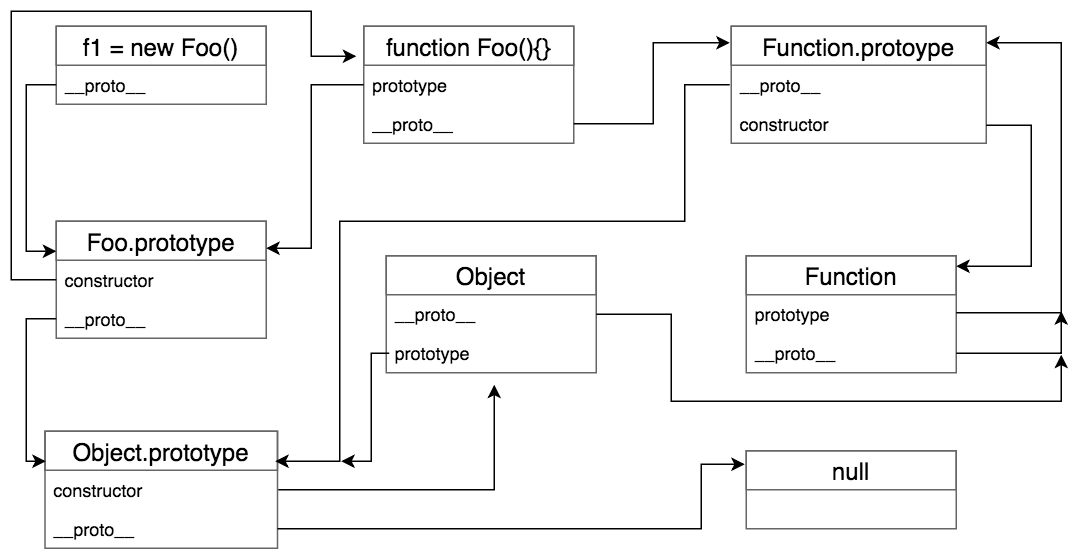 f1 = new Foo()
__proto__
function Foo(){}
prototype
__proto__
Function.protoype
__proto__
constructor
Foo.prototype
constructor
__proto__
Object
__proto__
prototype
Function
prototype
__proto__
Object.prototype
constructor
__proto__
null